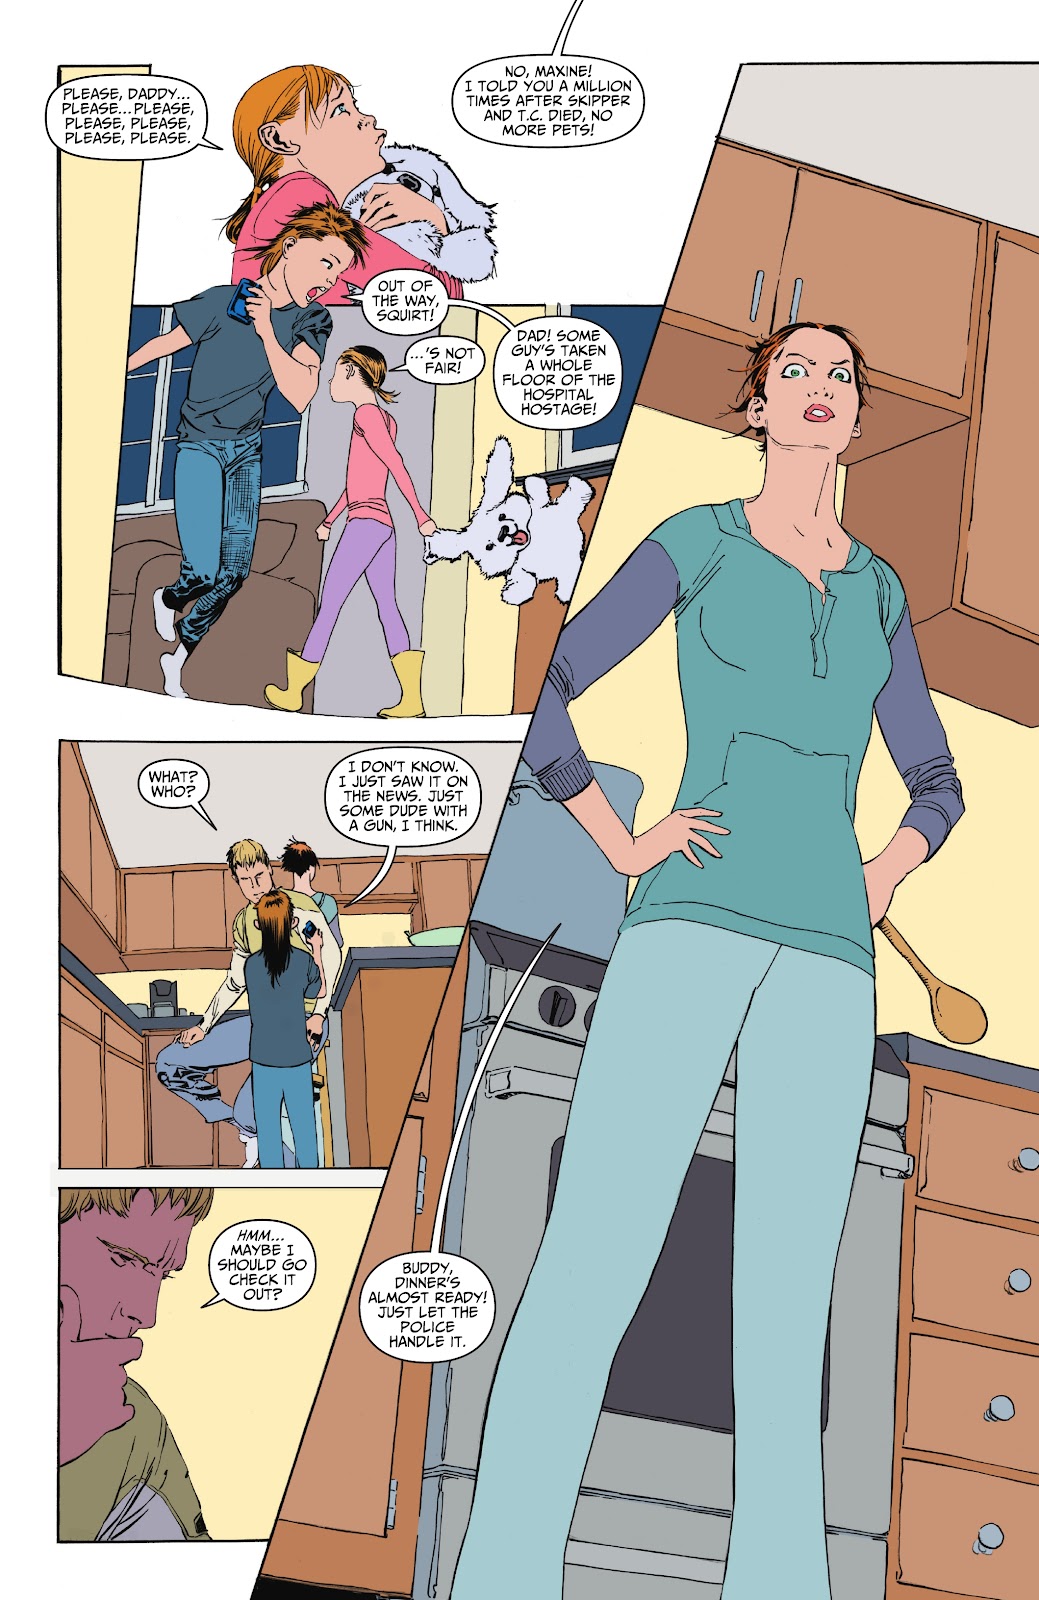 PLEASE, DADDY...
PLEASE...PLEASE,
PLEASE, PLEASE,
PLEASE, PLEASE.
NO, MAXINE!
I TOLD YOU A MILLION
TIMES AFTER SKIPPER
AND T.C. DIED, NO
MORE PETS!
OUT OF
THE WAY,
SQUIRT!
...'S NOT
FAIR!
DAD! SOME
GUY'S TAKEN
A WHOLE
FLOOR OF THE
HOSPITAL
HOSTAGE!
WHAT?
WHO?
I DON'T KNOW.
I JUST SAW IT ON
THE NEWS. JUST
SOME DUDE WITH
A GUN, I THINK.
HMM...
MAYBE I
SHOULD GO
CHECK IT
OUT?
BUDDY,
DINNER'S
ALMOST READY!
JUST LET THE
POLICE
HANDLE IT.